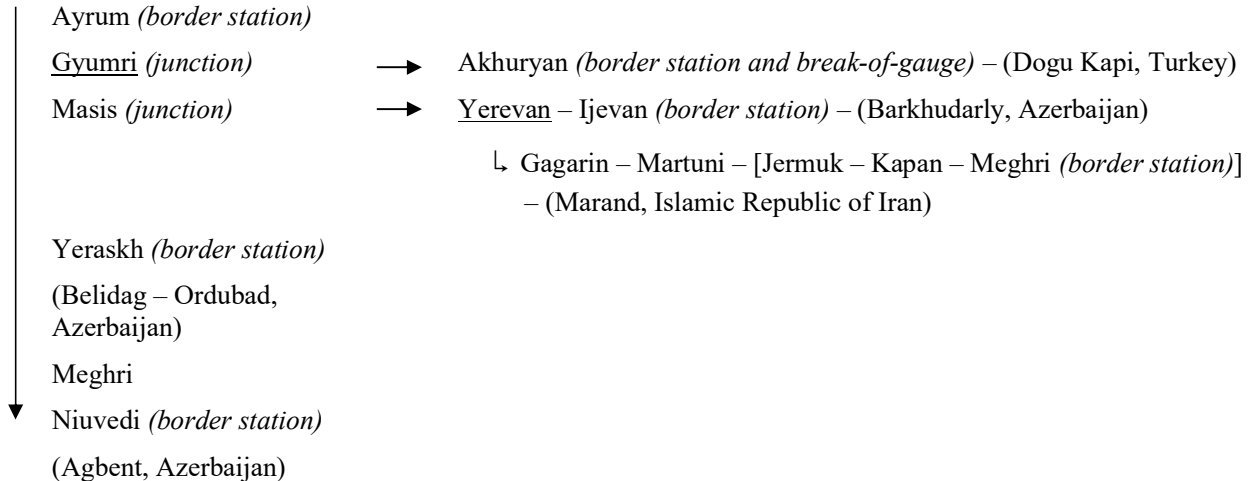 Ayrum (border station)
Gyumri (junction) → Akhuryan (border station and break-of-gauge) – (Dogu Kapi, Turkey)
Masis (junction) → Yerevan – Ijevan (border station) – (Barkhudarly, Azerbaijan)
↳ Gagarin – Martuni – [Jermuk – Kapan – Meghri (border station)]
– (Marand, Islamic Republic of Iran)
Yeraskh (border station)
(Belidag – Ordubad,
Azerbaijan)
Meghri
Niuvedi (border station)
(Agbent, Azerbaijan)